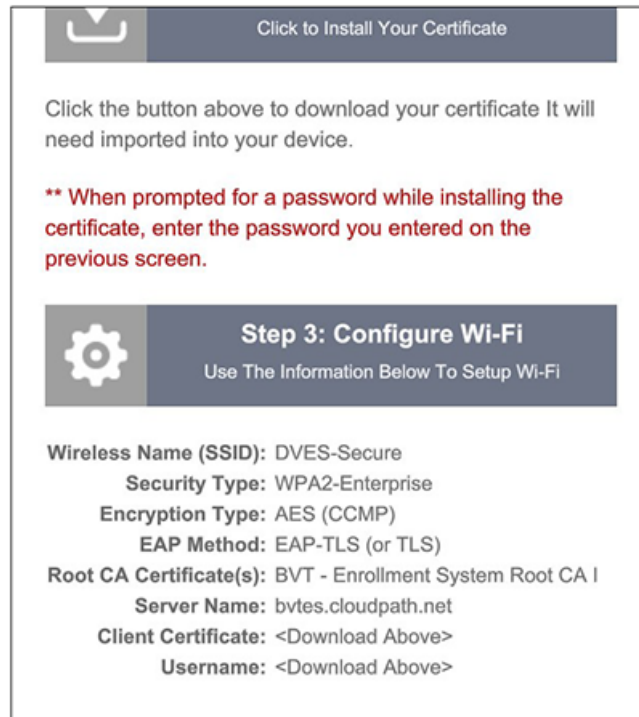 Click to Install Your Certificate
Click the button above to download your certificate It will
need imported into your device.
** When prompted for a password while installing the
certificate, enter the password you entered on the
previous screen.
Step 3: Configure Wi-Fi
Use The Information Below To Setup Wi-Fi
Wireless Name (SSID): DVES-Secure
Security Type: WPA2-Enterprise
Encryption Type: AES (CCMP)
EAP Method: EAP-TLS (or TLS)
Root CA Certificate(s): BVT - Enrollment System Root CA I
Server Name: bvtes.cloudpath.net
Client Certificate: <Download Above>
Username: <Download Above>